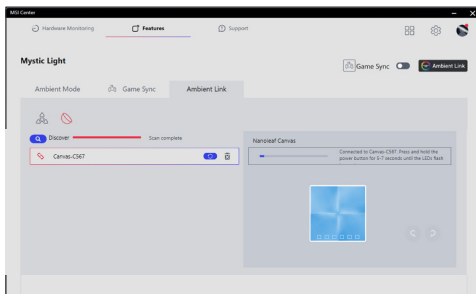 MSI Center
Hardware Monitoring
Features
Support
Mystic Light
Game Sync
Ambient Link
Ambient Mode
Game Sync
Ambient Link
Discover
Scan complete
Canvas-C567
Nanoleaf Canvas
Connected to Canvas-C587. Press and hold the
power button for 5-7 seconds until the LEDs flash